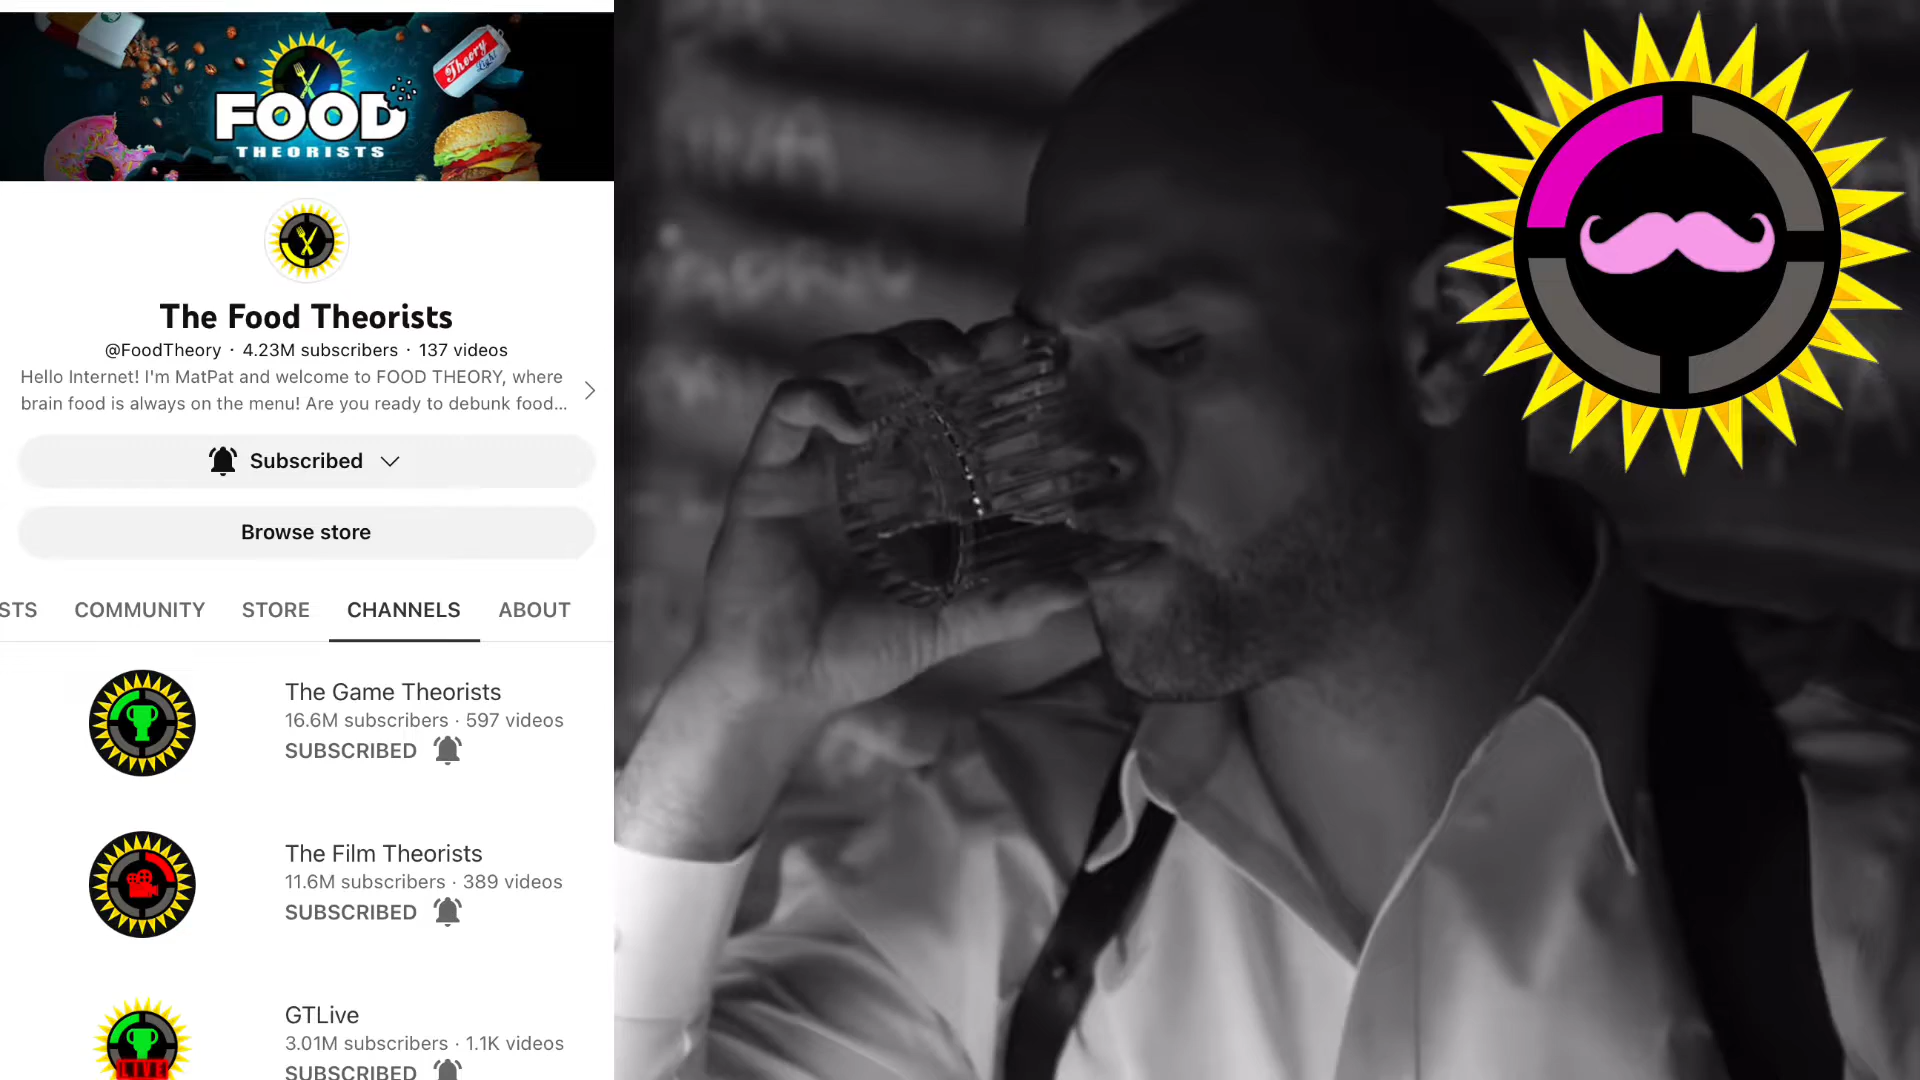 Theory
Light
FOOD
THEORISTS
The Food Theorists
@FoodTheory · 4.23M subscribers · 137 videos
Hello Internet! I'm MatPat and welcome to FOOD THEORY, where
brain food is always on the menu! Are you ready to debunk food...
Subscribed
Browse store
STS COMMUNITY STORE CHANNELS ABOUT
The Game Theorists
16.6M subscribers · 597 videos
SUBSCRIBED
The Film Theorists
11.6M subscribers · 389 videos
SUBSCRIBED
GTLive
3.01M subscribers · 1.1K videos
SUBSCRIBED
LIVE